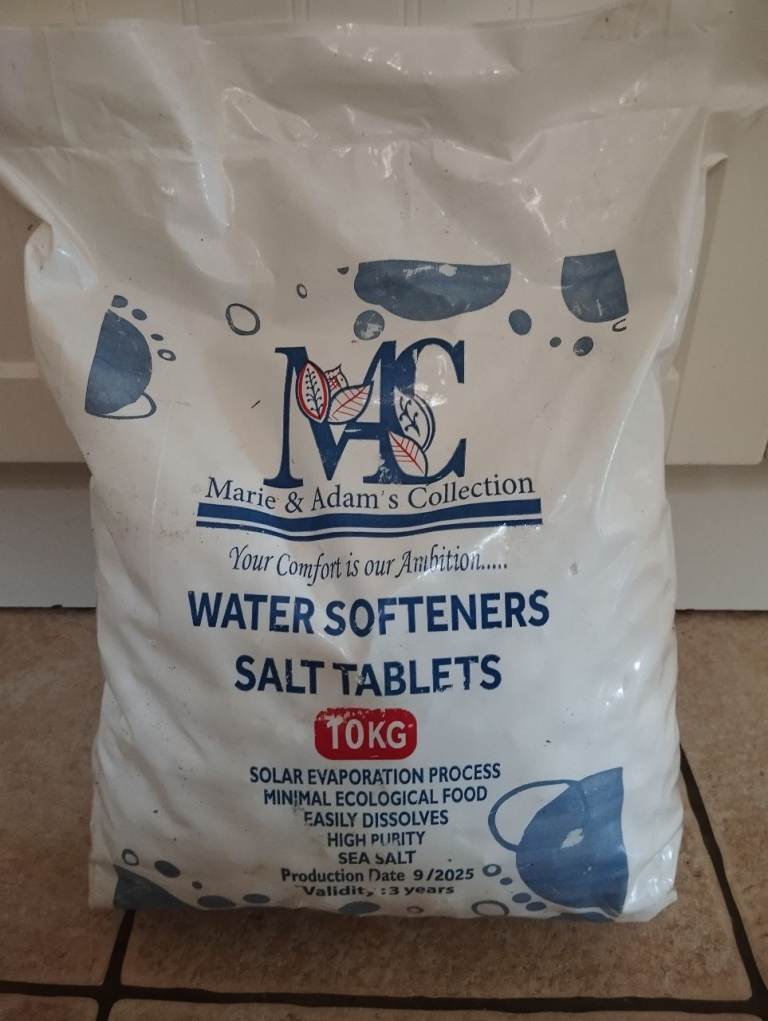 MAC
Marie & Adam's Collection
Your Comfort is our Ambition.....
WATER SOFTENERS
SALT TABLETS
10KG
SOLAR EVAPORATION PROCESS
MINIMAL ECOLOGICAL FOOD
EASILY DISSOLVES
HIGH PURITY
SEA SALT
Production Date 9/2025
Validity :3 years